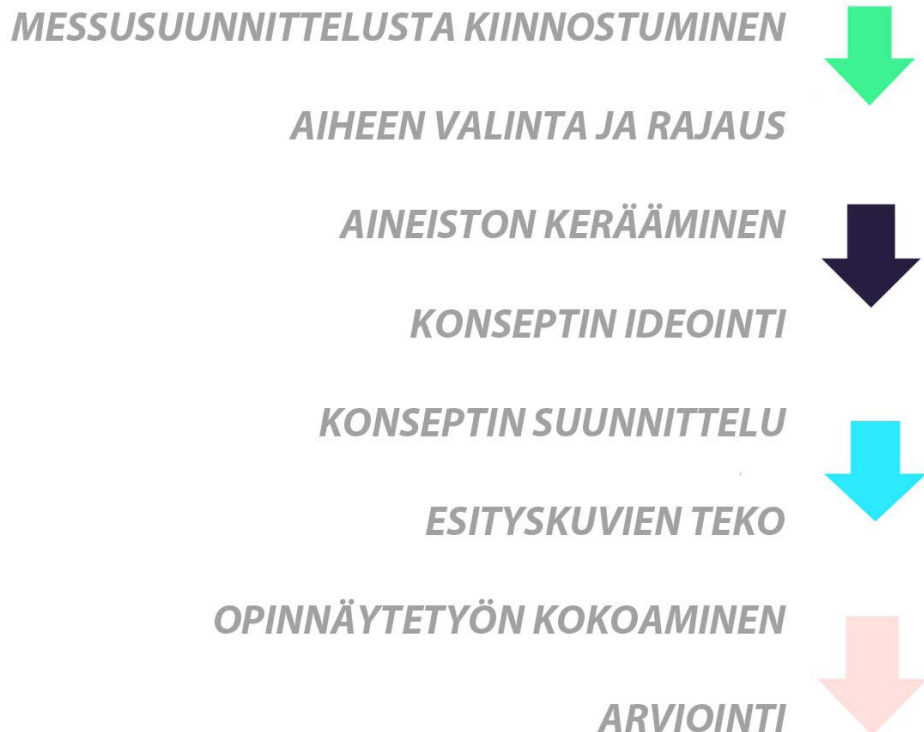 MESSUSUUNNITTELUSTA KIINNOSTUMINEN
AIHEEN VALINTA JA RAJAUS
AINEISTON KERÄÄMINEN
KONSEPTIN IDEOINTI
KONSEPTIN SUUNNITTELU
ESITYSKUVIEN TEKO
OPINNÄYTETYÖN KOKOAMINEN
ARVIOINTI